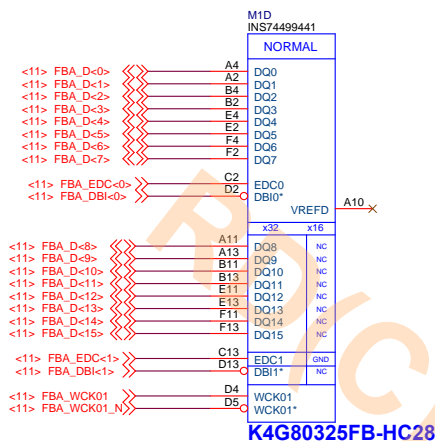 M1D
INS74499441
NORMAL
<11> FBA_D<0> A4 DQ0
<11> FBA_D<1> A2 DQ1
<11> FBA_D<2> B4 DQ2
<11> FBA_D<3> B2 DQ3
<11> FBA_D<4> E4 DQ4
<11> FBA_D<5> E2 DQ5
<11> FBA_D<6> F4 DQ6
<11> FBA_D<7> F2 DQ7
<11> FBA_EDC<0> C2 EDC0
<11> FBA_DBI<0> D2 DBI0*
VREFD A10
x32 x16
<11> FBA_D<8> A11 DQ8 NC
<11> FBA_D<9> A13 DQ9 NC
<11> FBA_D<10> B11 DQ10 NC
<11> FBA_D<11> B13 DQ11 NC
<11> FBA_D<12> E11 DQ12 NC
<11> FBA_D<13> E13 DQ13 NC
<11> FBA_D<14> F11 DQ14 NC
<11> FBA_D<15> F13 DQ15 NC
<11> FBA_EDC<1> C13 EDC1 GND
<11> FBA_DBI<1> D13 DBI1* NC
<11> FBA_WCK01 D4 WCK01
<11> FBA_WCK01_N D5 WCK01*
K4G80325FB-HC28